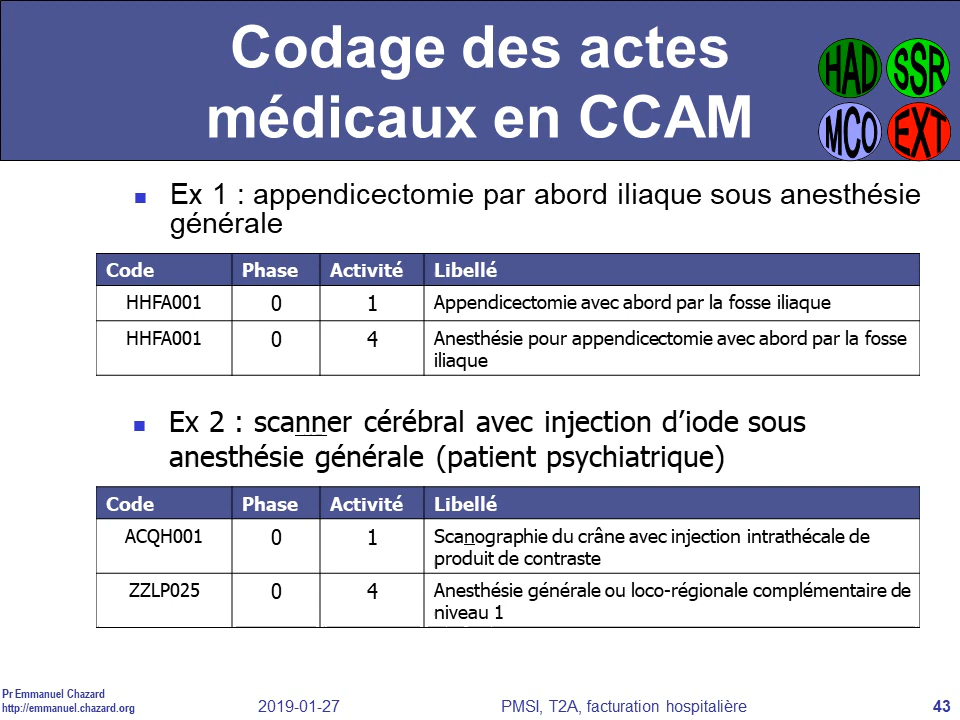 Codage des actes
médicaux en CCAM
HAD SSR
MCO EXT
Ex 1 : appendicectomie par abord iliaque sous anesthésie
générale
Code Phase Activité Libellé
HHFA001 0 1 Appendicectomie avec abord par la fosse iliaque
HHFA001 0 4 Anesthésie pour appendicectomie avec abord par la fosse
iliaque
Ex 2 : scanner cérébral avec injection d’iode sous
anesthésie générale (patient psychiatrique)
Code Phase Activité Libellé
ACQH001 0 1 Scanographie du crâne avec injection intrathécale de
produit de contraste
ZZLP025 0 4 Anesthésie générale ou loco-régionale complémentaire de
niveau 1
Pr Emmanuel Chazard
http://emmanuel.chazard.org
2019-01-27 PMSI, T2A, facturation hospitalière 43